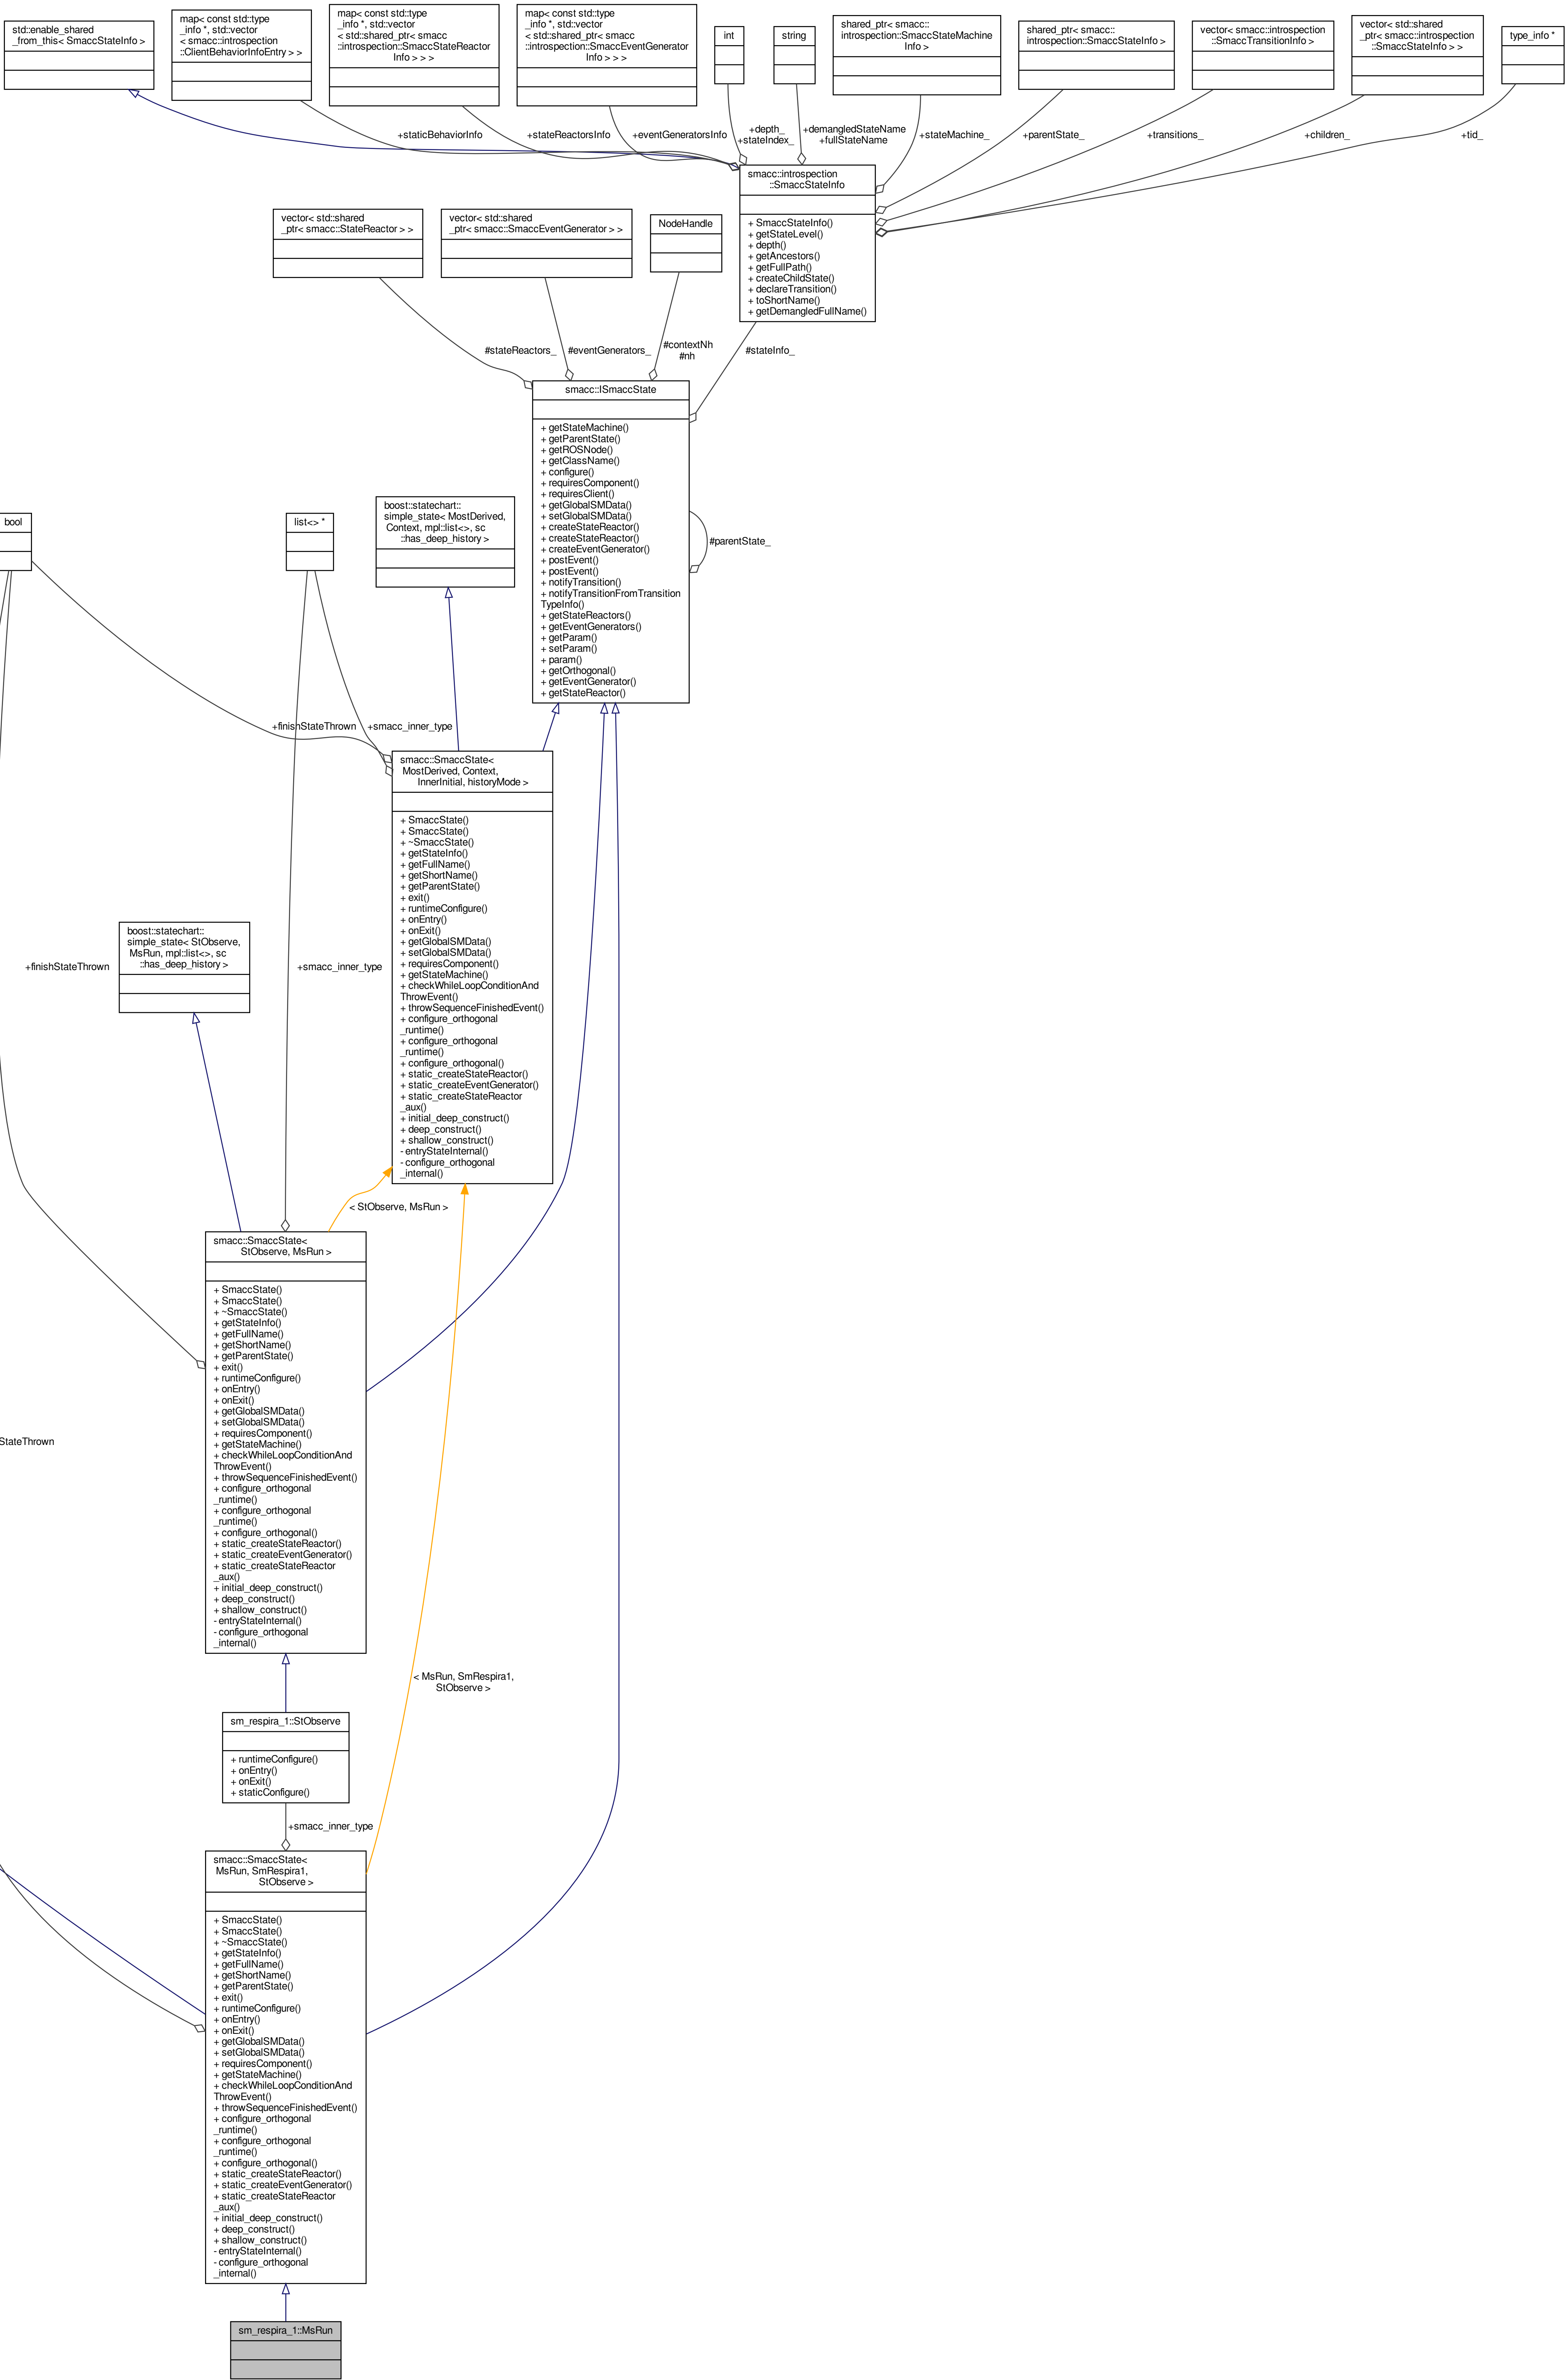 std::enable_shared
_from_this< SmaccStateInfo >
map< const std::type
_info *, std::vector
< smacc::introspection
::ClientBehaviorInfoEntry > >
map< const std::type
_info *, std::vector
< std::shared_ptr< smacc
::introspection::SmaccStateReactor
Info > > >
map< const std::type
_info *, std::vector
< std::shared_ptr< smacc
::introspection::SmaccEventGenerator
Info > > >
int
string
shared_ptr< smacc::
introspection::SmaccStateMachine
Info >
shared_ptr< smacc::
introspection::SmaccStateInfo >
vector< smacc::introspection
::SmaccTransitionInfo >
vector< std::shared
_ptr< smacc::introspection
::SmaccStateInfo > >
type_info *
+staticBehaviorInfo
+stateReactorsInfo
+eventGeneratorsInfo
+depth_
+stateIndex_
+demangledStateName
+fullStateName
+stateMachine_
+parentState_
+transitions_
+children_
+tid_
smacc::introspection
::SmaccStateInfo
+ SmaccStateInfo()
+ getStateLevel()
+ depth()
+ getAncestors()
+ getFullPath()
+ createChildState()
+ declareTransition()
+ toShortName()
+ getDemangledFullName()
vector< std::shared
_ptr< smacc::StateReactor > >
vector< std::shared
_ptr< smacc::SmaccEventGenerator > >
NodeHandle
#stateReactors_
#eventGenerators_
#contextNh
#nh
#stateInfo_
smacc::ISmaccState
+ getStateMachine()
+ getParentState()
+ getROSNode()
+ getClassName()
+ configure()
+ requiresComponent()
+ requiresClient()
+ getGlobalSMData()
+ setGlobalSMData()
+ createStateReactor()
+ createStateReactor()
+ createEventGenerator()
+ postEvent()
+ postEvent()
+ notifyTransition()
+ notifyTransitionFromTransition
TypeInfo()
+ getStateReactors()
+ getEventGenerators()
+ getParam()
+ setParam()
+ param()
+ getOrthogonal()
+ getEventGenerator()
+ getStateReactor()
#parentState_
bool
list<> *
boost::statechart::
simple_state< MostDerived,
Context, mpl::list<>, sc
::has_deep_history >
+finishStateThrown
+smacc_inner_type
smacc::SmaccState<
MostDerived, Context,
InnerInitial, historyMode >
+ SmaccState()
+ SmaccState()
+ ~SmaccState()
+ getStateInfo()
+ getFullName()
+ getShortName()
+ getParentState()
+ exit()
+ runtimeConfigure()
+ onEntry()
+ onExit()
+ getGlobalSMData()
+ setGlobalSMData()
+ requiresComponent()
+ getStateMachine()
+ checkWhileLoopConditionAnd
ThrowEvent()
+ throwSequenceFinishedEvent()
+ configure_orthogonal
_runtime()
+ configure_orthogonal
_runtime()
+ configure_orthogonal()
+ static_createStateReactor()
+ static_createEventGenerator()
+ static_createStateReactor
_aux()
+ initial_deep_construct()
+ deep_construct()
+ shallow_construct()
- entryStateInternal()
- configure_orthogonal
_internal()
boost::statechart::
simple_state< StObserve,
MsRun, mpl::list<>, sc
::has_deep_history >
+finishStateThrown
+smacc_inner_type
< StObserve, MsRun >
smacc::SmaccState<
StObserve, MsRun >
+ SmaccState()
+ SmaccState()
+ ~SmaccState()
+ getStateInfo()
+ getFullName()
+ getShortName()
+ getParentState()
+ exit()
+ runtimeConfigure()
+ onEntry()
+ onExit()
+ getGlobalSMData()
+ setGlobalSMData()
+ requiresComponent()
+ getStateMachine()
+ checkWhileLoopConditionAnd
ThrowEvent()
+ throwSequenceFinishedEvent()
+ configure_orthogonal
_runtime()
+ configure_orthogonal
_runtime()
+ configure_orthogonal()
+ static_createStateReactor()
+ static_createEventGenerator()
+ static_createStateReactor
_aux()
+ initial_deep_construct()
+ deep_construct()
+ shallow_construct()
- entryStateInternal()
- configure_orthogonal
_internal()
StateThrown
< MsRun, SmRespira1,
StObserve >
sm_respira_1::StObserve
+ runtimeConfigure()
+ onEntry()
+ onExit()
+ staticConfigure()
+smacc_inner_type
smacc::SmaccState<
MsRun, SmRespira1,
StObserve >
+ SmaccState()
+ SmaccState()
+ ~SmaccState()
+ getStateInfo()
+ getFullName()
+ getShortName()
+ getParentState()
+ exit()
+ runtimeConfigure()
+ onEntry()
+ onExit()
+ getGlobalSMData()
+ setGlobalSMData()
+ requiresComponent()
+ getStateMachine()
+ checkWhileLoopConditionAnd
ThrowEvent()
+ throwSequenceFinishedEvent()
+ configure_orthogonal
_runtime()
+ configure_orthogonal
_runtime()
+ configure_orthogonal()
+ static_createStateReactor()
+ static_createEventGenerator()
+ static_createStateReactor
_aux()
+ initial_deep_construct()
+ deep_construct()
+ shallow_construct()
- entryStateInternal()
- configure_orthogonal
_internal()
sm_respira_1::MsRun